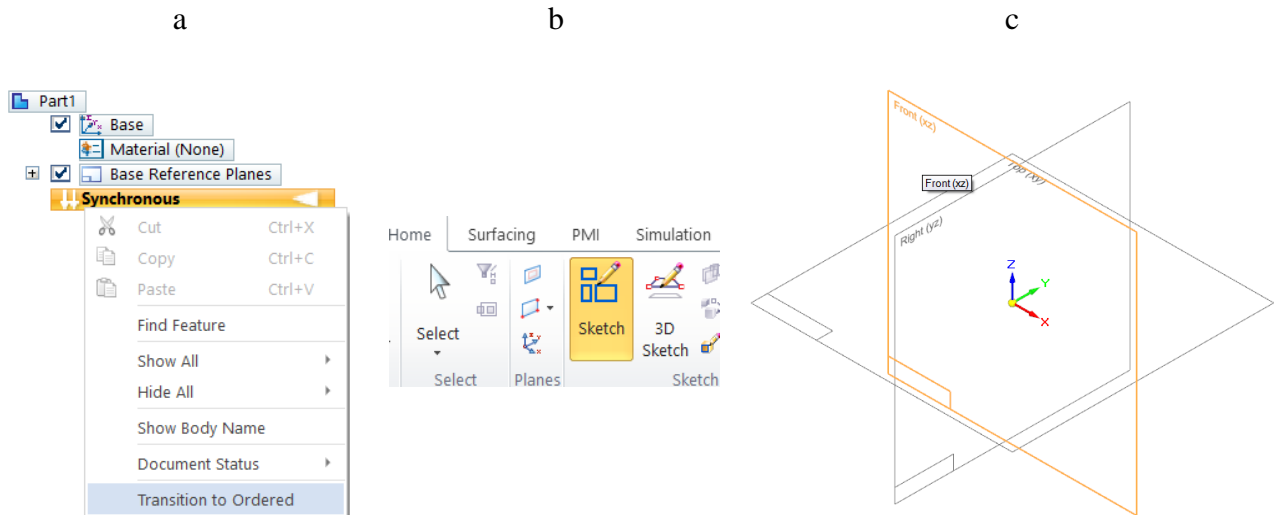 a
b
c
Part1
Base
Material (None)
Base Reference Planes
Synchronous
Cut Ctrl+X
Copy Ctrl+C
Paste Ctrl+V
Find Feature
Show All
Hide All
Show Body Name
Document Status
Transition to Ordered
Home Surfacing PMI Simulation
Select
Sketch
3D
Sketch
Select Planes Sketch
Front (xz)
Top (xy)
Front (xz)
Right (yz)
Z
Y
X